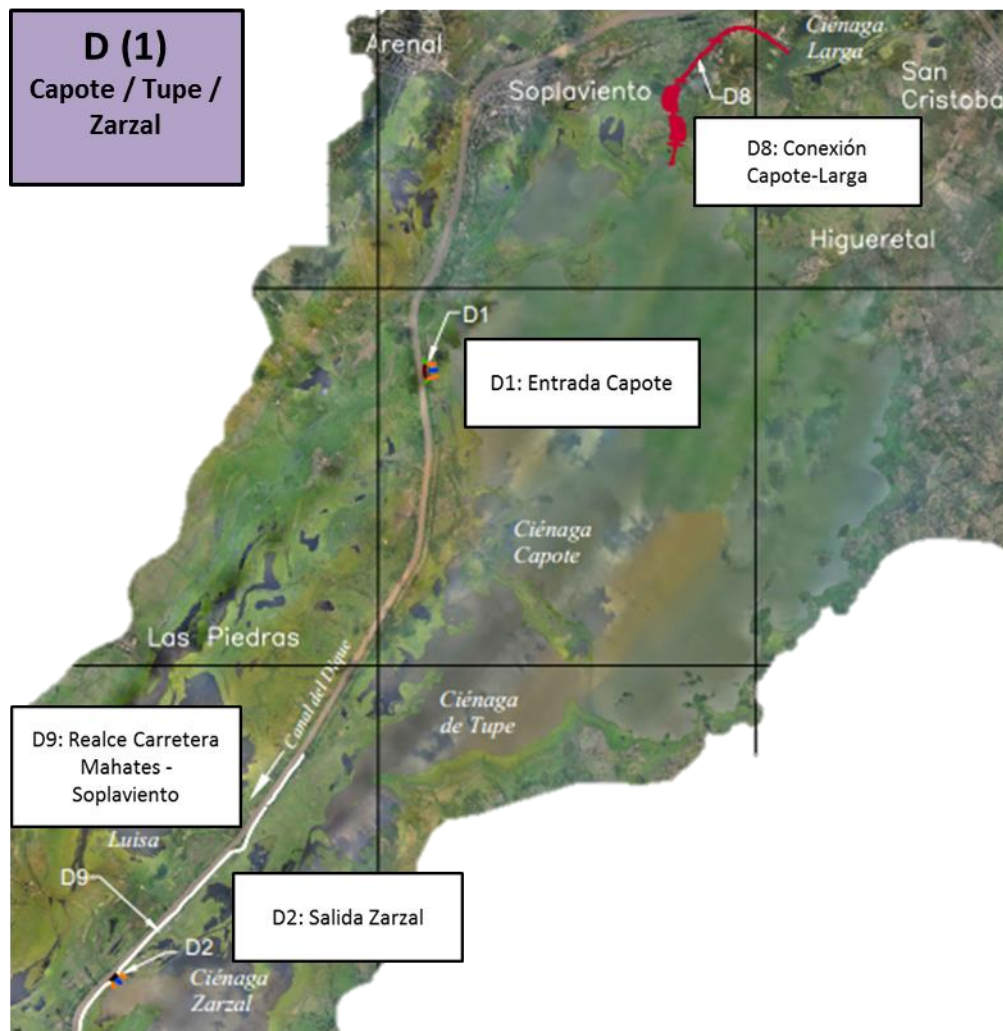 D (1)
Capote / Tupe /
Zarzal
Arenal
Soplaviento
D8
Ciénaga
Larga
San
Cristoba
D8: Conexión
Capote-Larga
Higueretal
D1
D1: Entrada Capote
Ciénaga
Capote
Las Piedras
Canal del Dique
Ciénaga
de Tupe
D9: Realce Carretera
Mahates -
Soplaviento
Luisa
D9
D2: Salida Zarzal
D2
Ciénaga
Zarzal